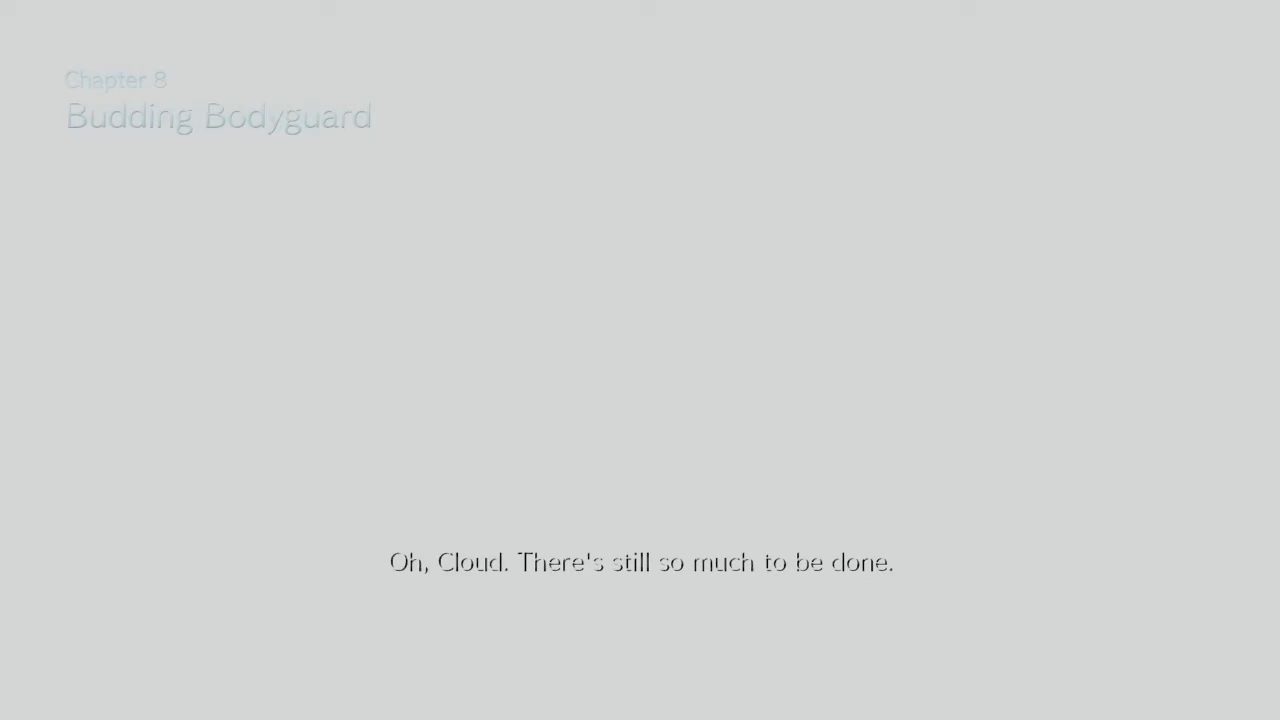 Chapter 8
Budding Bodyguard
Oh, Cloud. There's still so much to be done.